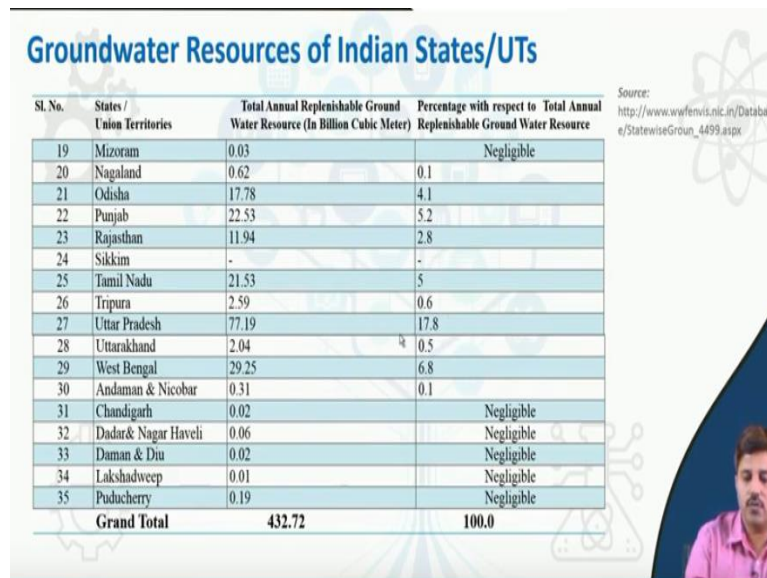 Groundwater Resources of Indian States/UTs
Source:
http://www.wwfenvis.nic.in/Databa
e/StatewiseGroun_4499.aspx
Sl. No. States / Total Annual Replenishable Ground Percentage with respect to Total Annual
Union Territories Water Resource (In Billion Cubic Meter) Replenishable Ground Water Resource
19 Mizoram 0.03 Negligible
20 Nagaland 0.62 0.1
21 Odisha 17.78 4.1
22 Punjab 22.53 5.2
23 Rajasthan 11.94 2.8
24 Sikkim - -
25 Tamil Nadu 21.53 5
26 Tripura 2.59 0.6
27 Uttar Pradesh 77.19 17.8
28 Uttarakhand 2.04 0.5
29 West Bengal 29.25 6.8
30 Andaman & Nicobar 0.31 0.1
31 Chandigarh 0.02 Negligible
32 Dadar& Nagar Haveli 0.06 Negligible
33 Daman & Diu 0.02 Negligible
34 Lakshadweep 0.01 Negligible
35 Puducherry 0.19 Negligible
Grand Total 432.72 100.0